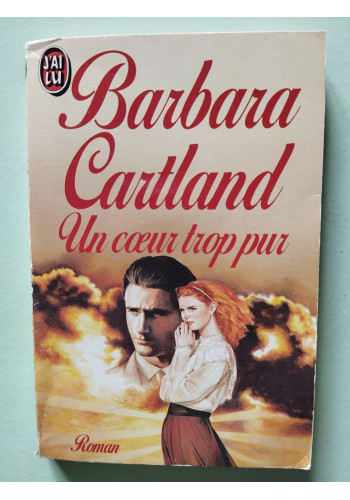 J'AI
LU
Barbara
Cartland
Un cœur trop pur
Roman